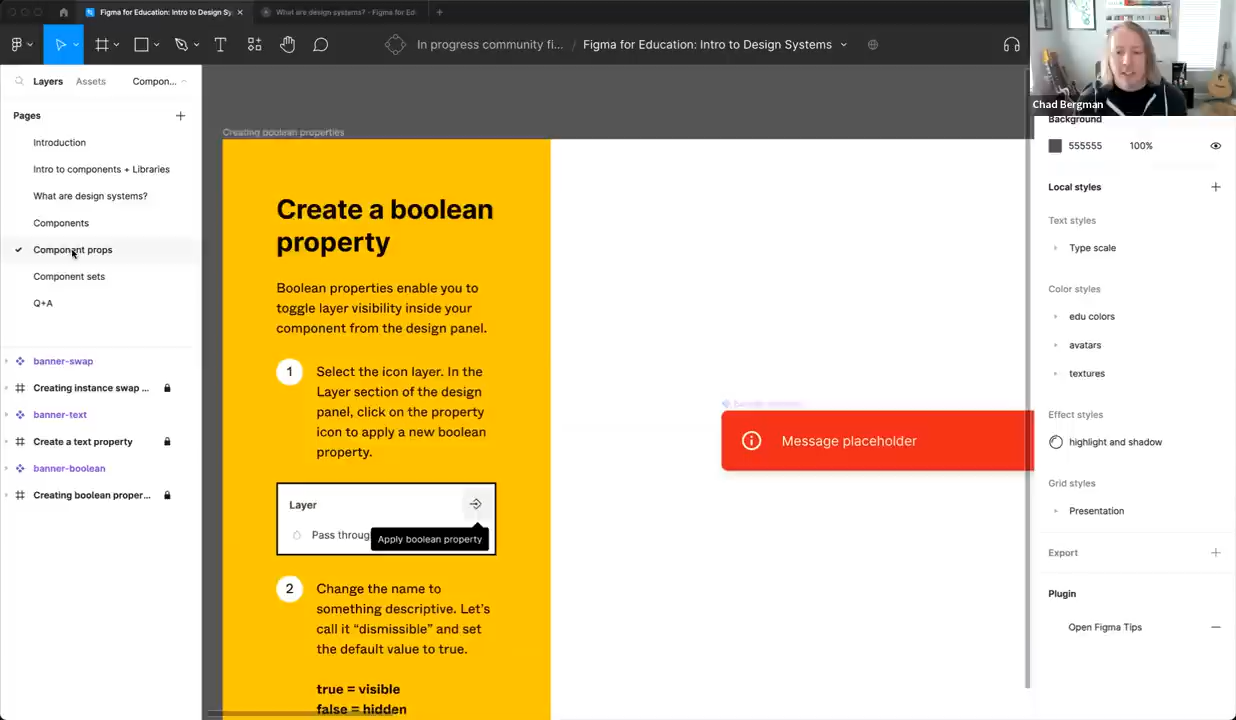 Figma for Education: Intro to Design Sy
What are design systems? - Figma for Ed
In progress community fi... / Figma for Education: Intro to Design Systems
Chad Bergman
Layers Assets Compon...
Pages
Introduction
Intro to components + Libraries
What are design systems?
Components
Component props
Component sets
Q+A
banner-swap
Creating instance swap ...
banner-text
Create a text property
banner-boolean
Creating boolean proper...
Creating boolean properties
Create a boolean
property
Boolean properties enable you to
toggle layer visibility inside your
component from the design panel.
1 Select the icon layer. In the
Layer section of the design
panel, click on the property
icon to apply a new boolean
property.
Layer
Pass throug
Apply boolean property
2 Change the name to
something descriptive. Let's
call it “dismissible” and set
the default value to true.
true = visible
false = hidden
Message placeholder
Background
555555 100%
Local styles
Text styles
Type scale
Color styles
edu colors
avatars
textures
Effect styles
highlight and shadow
Grid styles
Presentation
Export
Plugin
Open Figma Tips